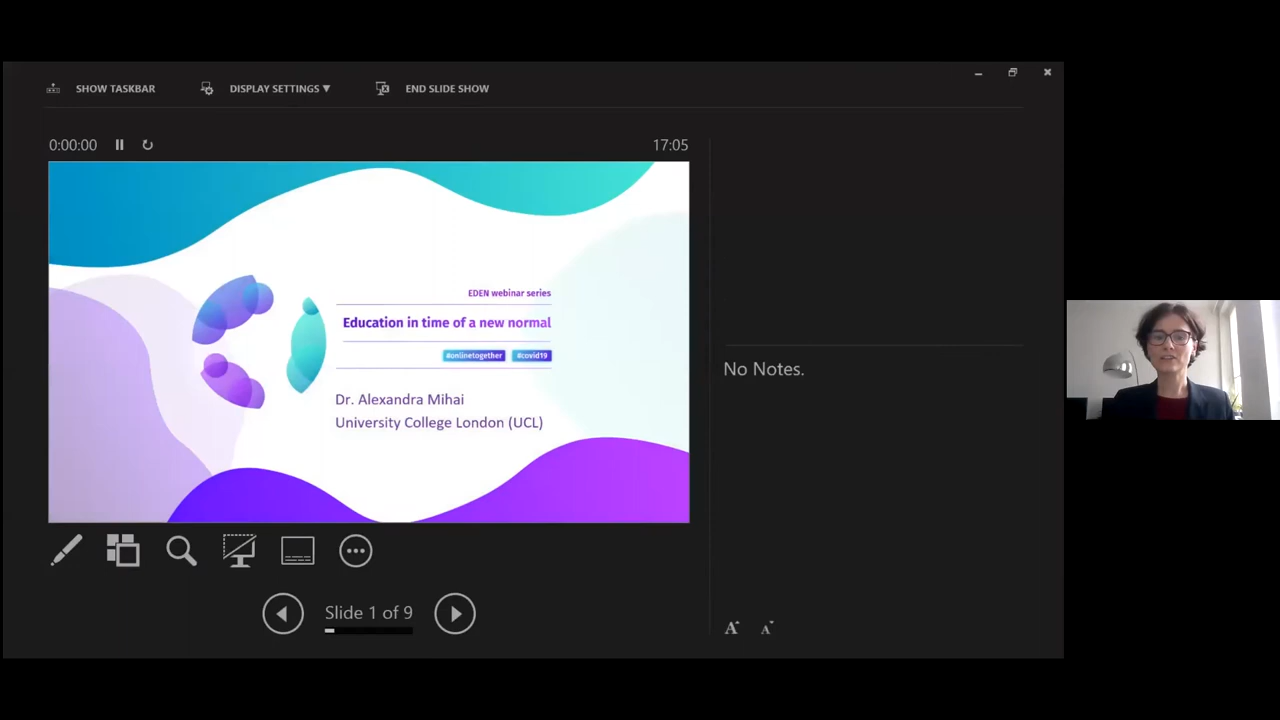 SHOW TASKBAR
DISPLAY SETTINGS ▼
END SLIDE SHOW
0:00:00
17:05
EDEN webinar series
Education in time of a new normal
#onlinetogether
#covid19
Dr. Alexandra Mihai
University College London (UCL)
No Notes.
Slide 1 of 9
A
A